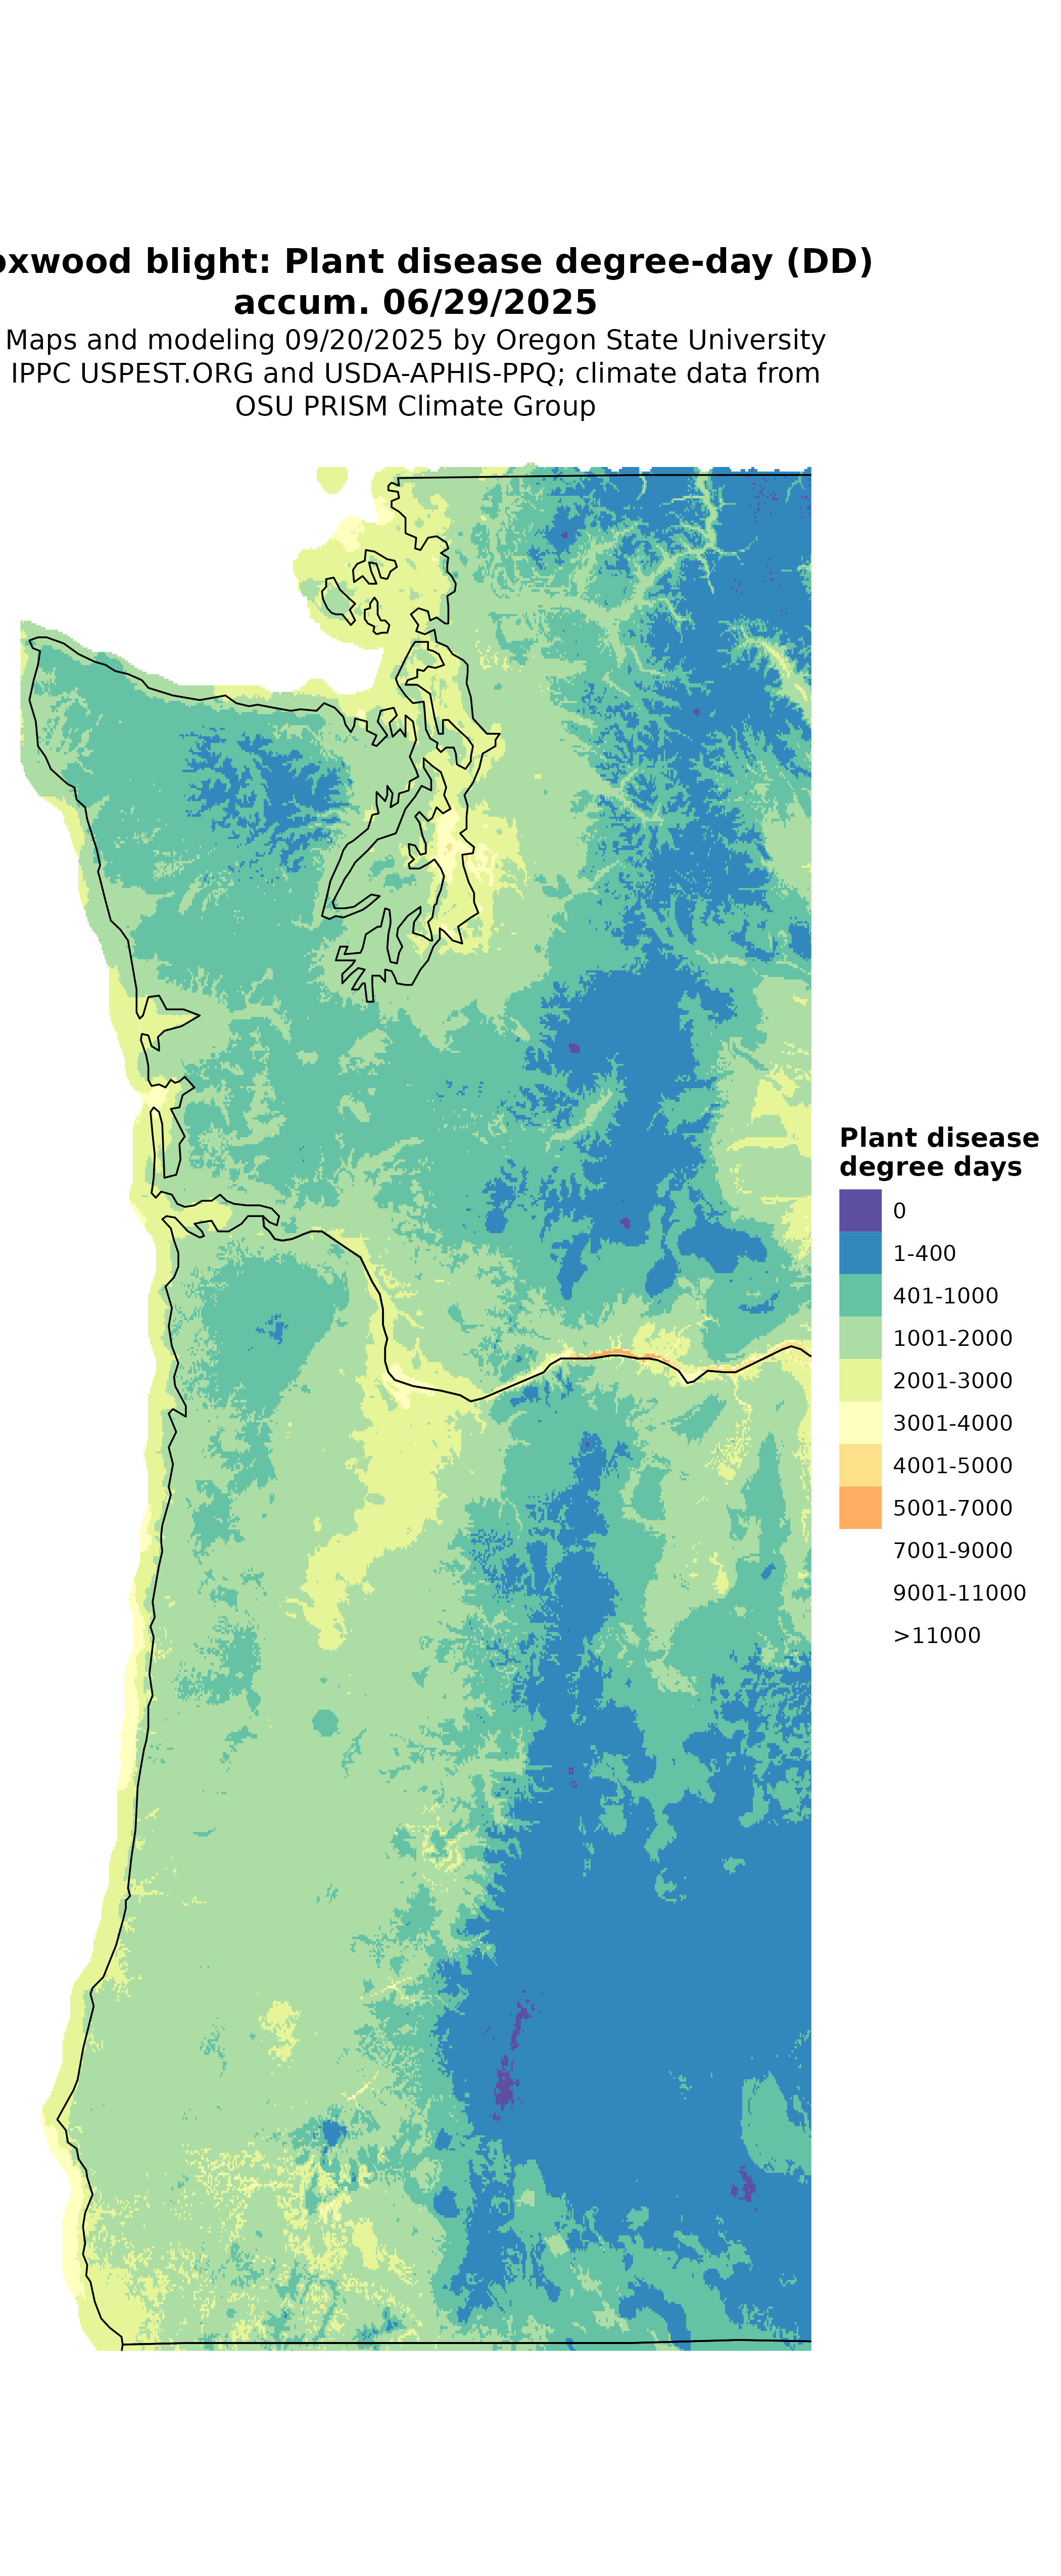 oxwood blight: Plant disease degree-day (DD)
accum. 06/29/2025
Maps and modeling 09/20/2025 by Oregon State University
IPPC USPEST.ORG and USDA-APHIS-PPQ; climate data from
OSU PRISM Climate Group
Plant disease
degree days
0
1-400
401-1000
1001-2000
2001-3000
3001-4000
4001-5000
5001-7000
7001-9000
9001-11000
>11000